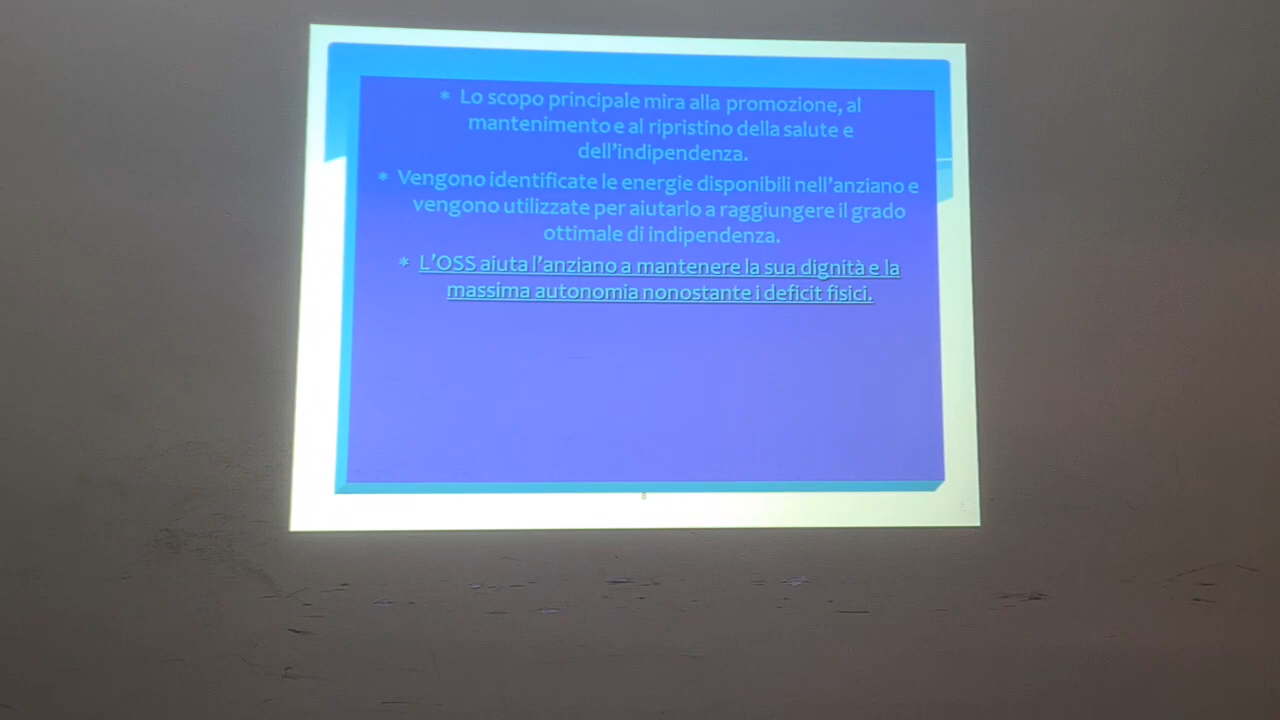 * Lo scopo principale mira alla promozione, al
mantenimento e al ripristino della salute e
dell'indipendenza.
* Vengono identificate le energie disponibili nell'anziano e
vengono utilizzate per aiutarlo a raggiungere il grado
ottimale di indipendenza.
* L'OSS aiuta l'anziano a mantenere la sua dignità e la
massima autonomia nonostante i deficit fisici.